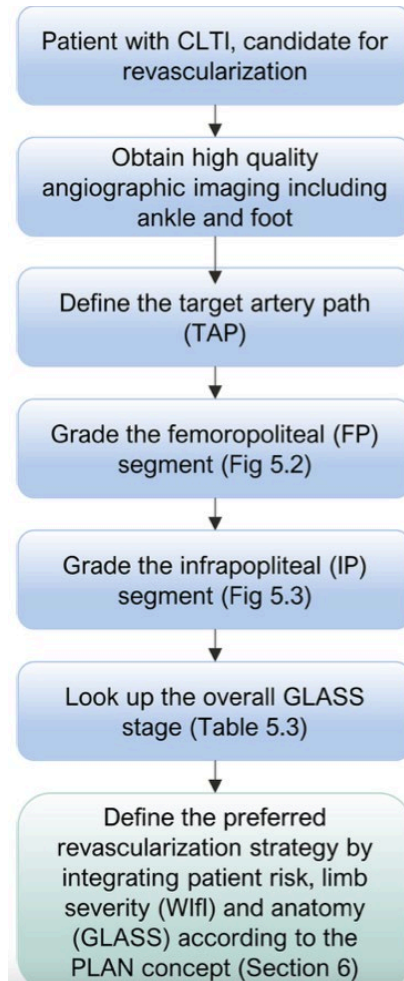 Patient with CLTI, candidate for
revascularization
Obtain high quality
angiographic imaging including
ankle and foot
Define the target artery path
(TAP)
Grade the femoropoliteal (FP)
segment (Fig 5.2)
Grade the infrapopliteal (IP)
segment (Fig 5.3)
Look up the overall GLASS
stage (Table 5.3)
Define the preferred
revascularization strategy by
integrating patient risk, limb
severity (WIfI) and anatomy
(GLASS) according to the
PLAN concept (Section 6)